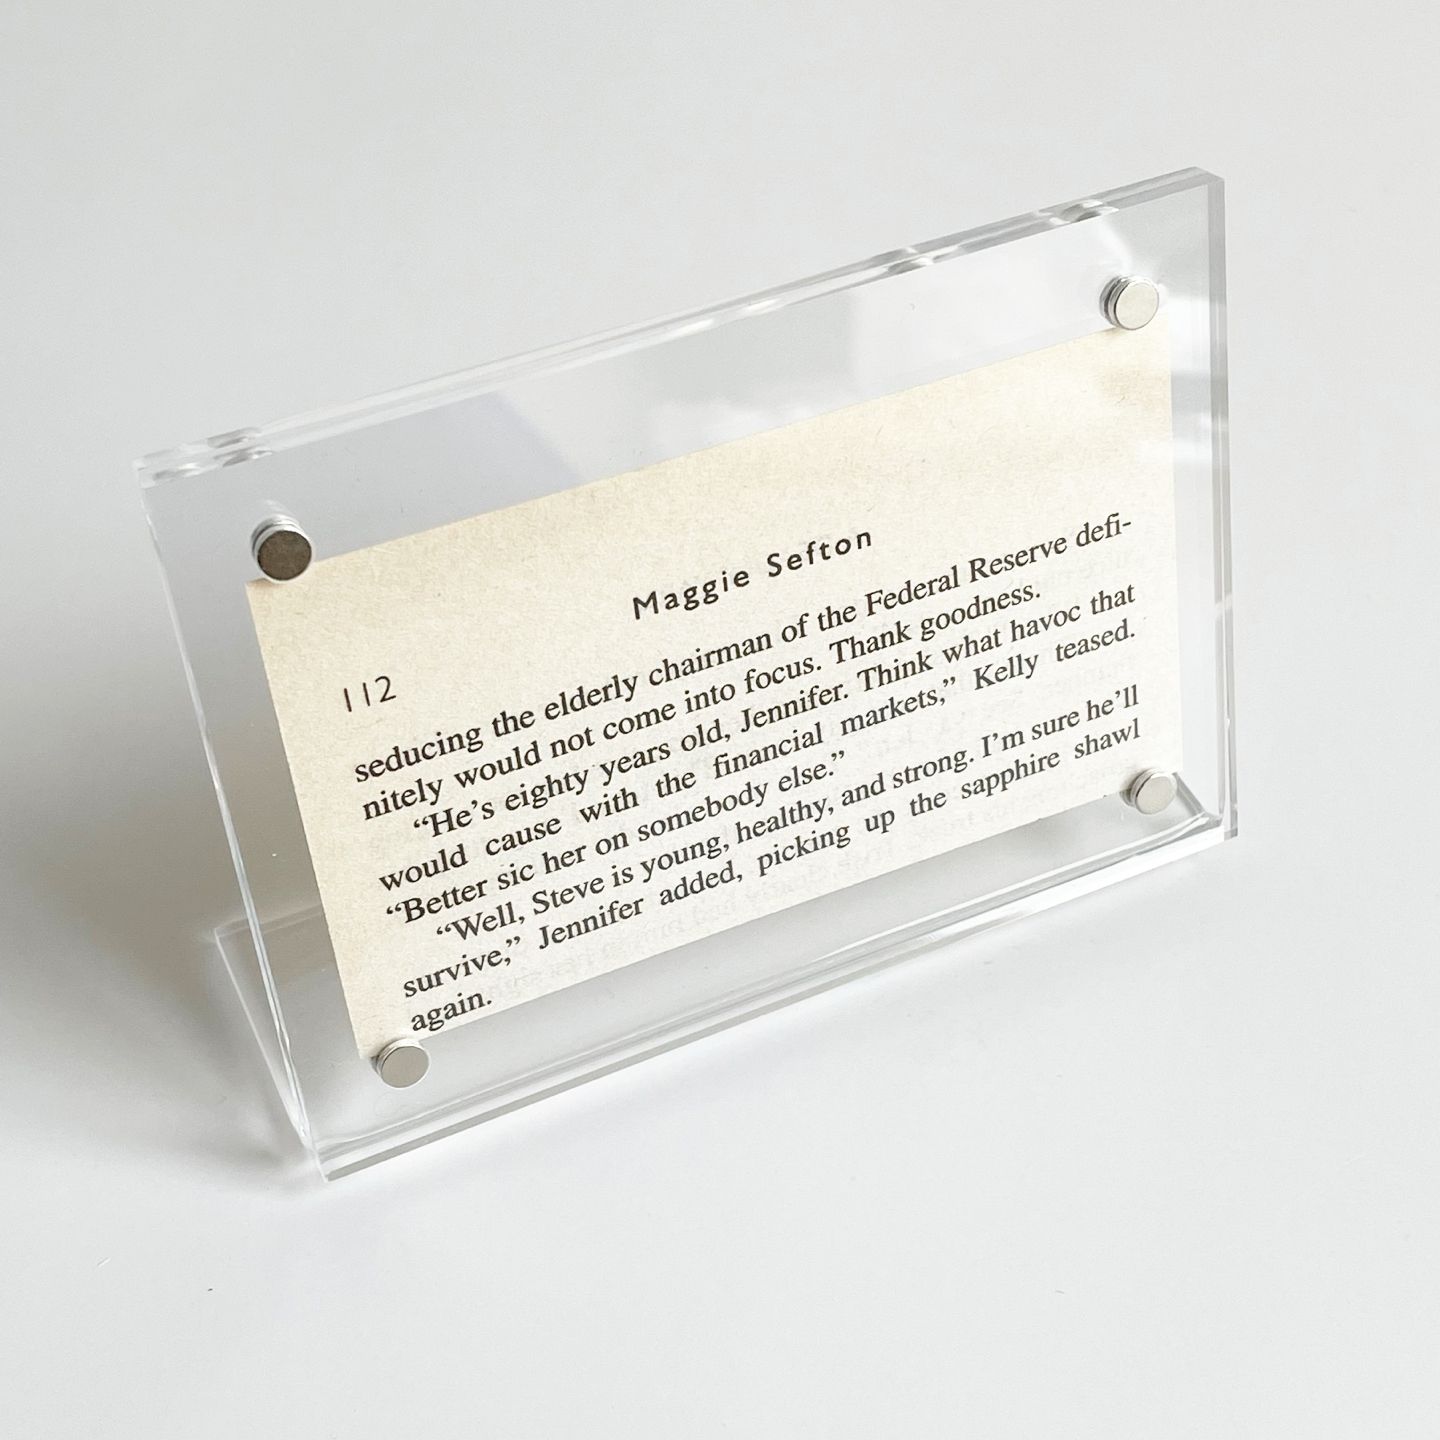 112
Maggie Sefton
seducing the elderly chairman of the Federal Reserve defi-
nitely would not come into focus. Thank goodness.
“He’s eighty years old, Jennifer. Think what havoc that
would cause with the financial markets,” Kelly teased.
“Better sic her on somebody else.”
“Well, Steve is young, healthy, and strong. I’m sure he’ll
survive,” Jennifer added, picking up the sapphire shawl
again.